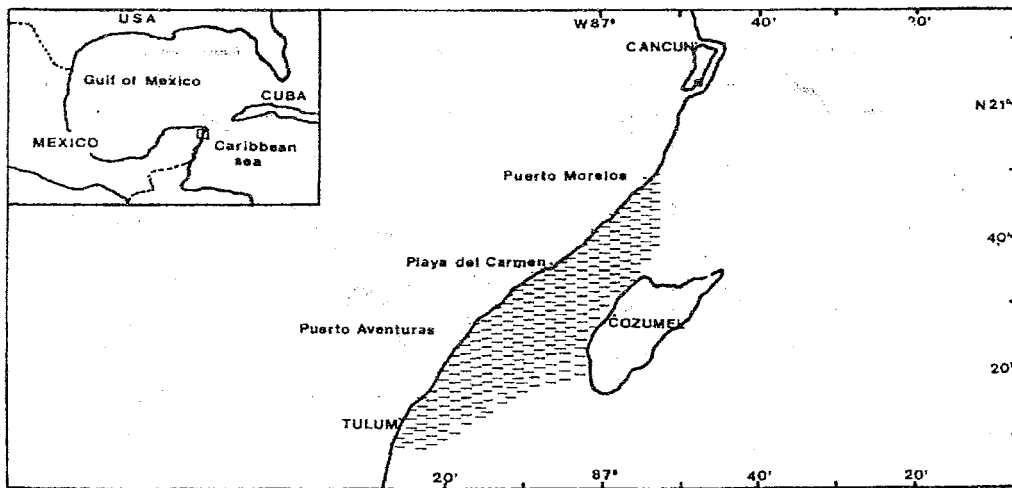 USA
Gulf of Mexico
CUBA
MEXICO
Caribbean
sea
W87° 40' 20'
CANCUN
N21°
Puerto Morelos
40'
Playa del Carmen
Puerto Aventuras
COZUMEL
20'
TULUM
20' 87° 40' 20'